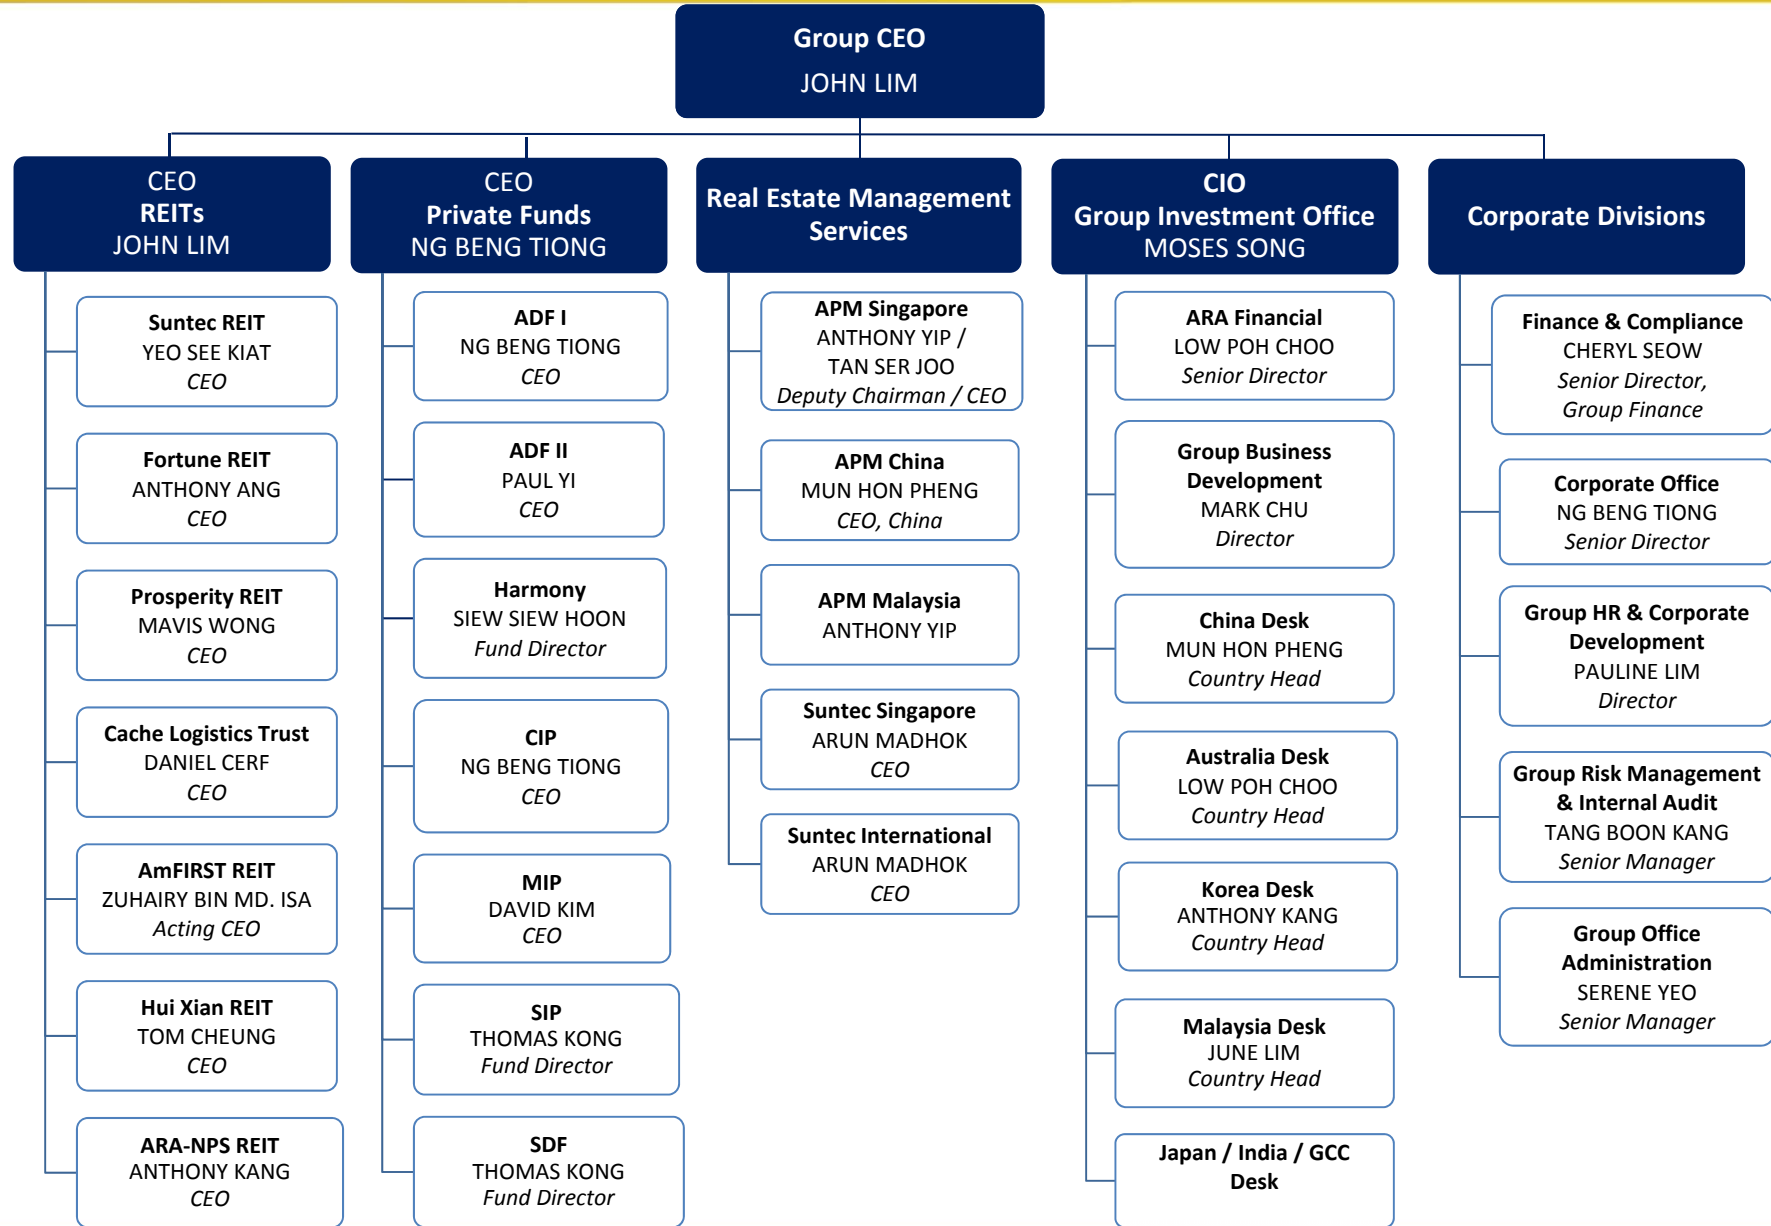 Group CEO
JOHN LIM
CEO
REITs
JOHN LIM
Suntec REIT
YEO SEE KIAT
CEO
Fortune REIT
ANTHONY ANG
CEO
Prosperity REIT
MAVIS WONG
CEO
Cache Logistics Trust
DANIEL CERF
CEO
AmFIRST REIT
ZUHAIRY BIN MD. ISA
Acting CEO
Hui Xian REIT
TOM CHEUNG
CEO
ARA-NPS REIT
ANTHONY KANG
CEO
CEO
Private Funds
NG BENG TIONG
ADF I
NG BENG TIONG
CEO
ADF II
PAUL YI
CEO
Harmony
SIEW SIEW HOON
Fund Director
CIP
NG BENG TIONG
CEO
MIP
DAVID KIM
CEO
SIP
THOMAS KONG
Fund Director
SDF
THOMAS KONG
Fund Director
Real Estate Management
Services
APM Singapore
ANTHONY YIP /
TAN SER JOO
Deputy Chairman / CEO
APM China
MUN HON PHENG
CEO, China
APM Malaysia
ANTHONY YIP
Suntec Singapore
ARUN MADHOK
CEO
Suntec International
ARUN MADHOK
CEO
CIO
Group Investment Office
MOSES SONG
ARA Financial
LOW POH CHOO
Senior Director
Group Business
Development
MARK CHU
Director
China Desk
MUN HON PHENG
Country Head
Australia Desk
LOW POH CHOO
Country Head
Korea Desk
ANTHONY KANG
Country Head
Malaysia Desk
JUNE LIM
Country Head
Japan / India / GCC
Desk
Corporate Divisions
Finance & Compliance
CHERYL SEOW
Senior Director,
Group Finance
Corporate Office
NG BENG TIONG
Senior Director
Group HR & Corporate
Development
PAULINE LIM
Director
Group Risk Management
& Internal Audit
TANG BOON KANG
Senior Manager
Group Office
Administration
SERENE YEO
Senior Manager